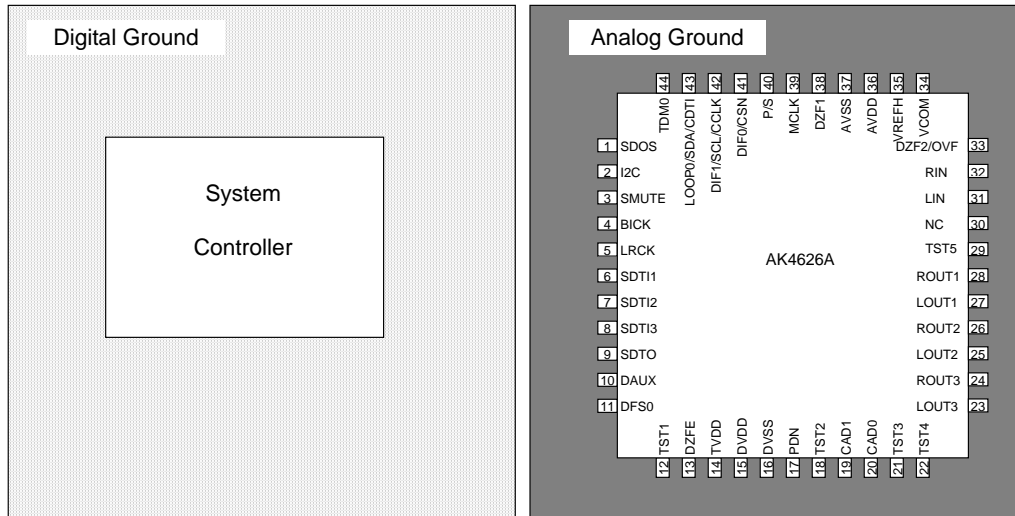 Digital Ground
System
Controller
Analog Ground
44 TDM0
43 LOOP0/SDA/CDTI
42 DIF1/SCL/CCLK
41 DIF0/CSN
40 P/S
39 MCLK
38 DZF1
37 AVSS
36 AVDD
35 VREFH
34 VCOM
1 SDOS
2 I2C
3 SMUTE
4 BICK
5 LRCK
6 SDTI1
7 SDTI2
8 SDTI3
9 SDTO
10 DAUX
11 DFS0
AK4626A
DZF2/OVF 33
RIN 32
LIN 31
NC 30
TST5 29
ROUT1 28
LOUT1 27
ROUT2 26
LOUT2 25
ROUT3 24
LOUT3 23
12 TST1
13 DZFE
14 TVDD
15 DVDD
16 DVSS
17 PDN
18 TST2
19 CAD1
20 CAD0
21 TST3
22 TST4